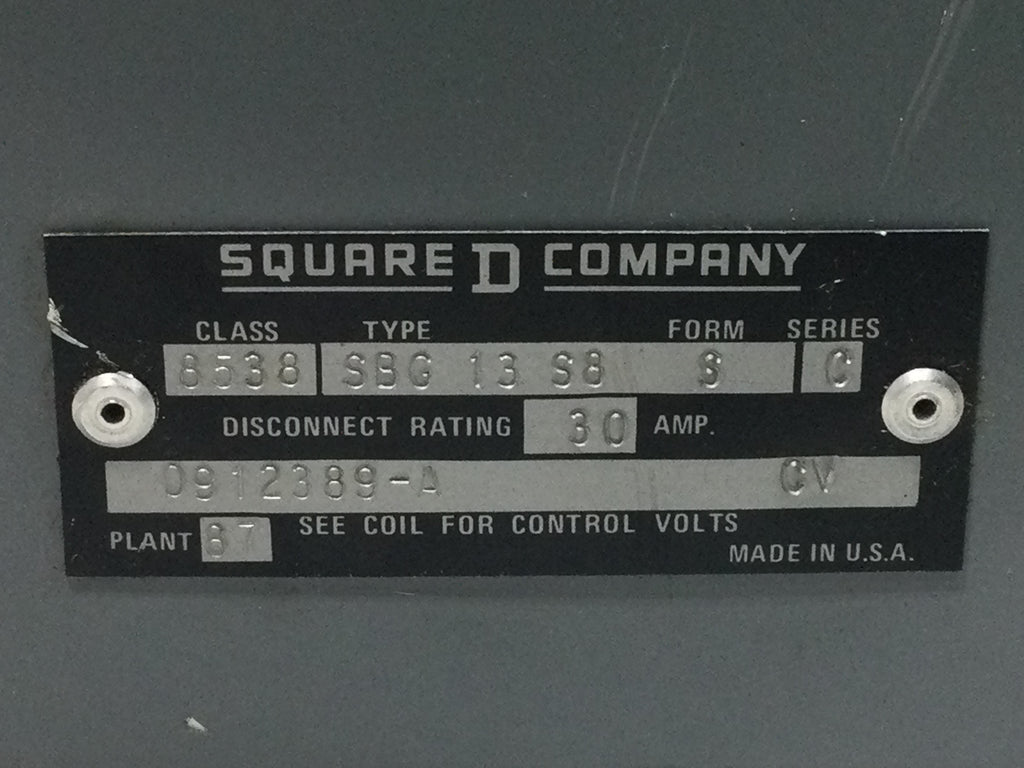 SQUARE D COMPANY
CLASS TYPE FORM SERIES
8538 SBG 13 S8 S C
DISCONNECT RATING 30 AMP.
0912389-A CV
PLANT 67 SEE COIL FOR CONTROL VOLTS
MADE IN U.S.A.